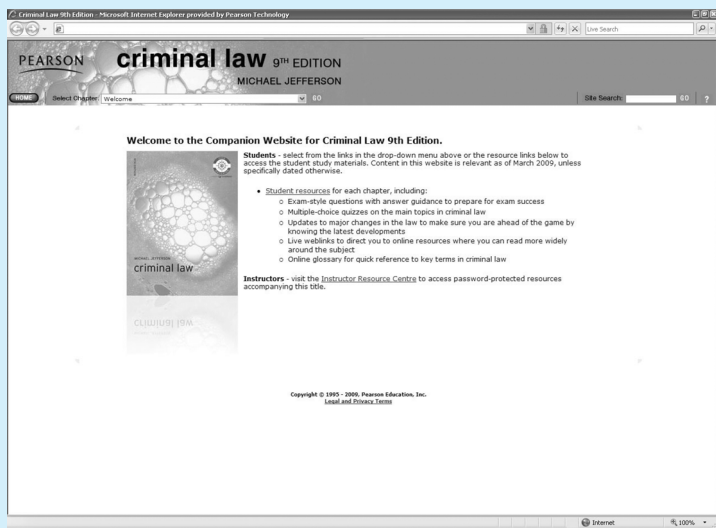 Criminal Law 9th Edition - Microsoft Internet Explorer provided by Pearson Technology
Live Search
PEARSON
criminal law 9TH EDITION
MICHAEL JEFFERSON
HOME
Select Chapter: Welcome
GO
Site Search:
GO
?
Welcome to the Companion Website for Criminal Law 9th Edition.
Students - select from the links in the drop-down menu above or the resource links below to
access the student study materials. Content in this website is relevant as of March 2009, unless
specifically dated otherwise.
• Student resources for each chapter, including:
o Exam-style questions with answer guidance to prepare for exam success
o Multiple-choice quizzes on the main topics in criminal law
o Updates to major changes in the law to make sure you are ahead of the game by
knowing the latest developments
o Live weblinks to direct you to online resources where you can read more widely
around the subject
o Online glossary for quick reference to key terms in criminal law
Instructors - visit the Instructor Resource Centre to access password-protected resources
accompanying this title.
MICHAEL JEFFERSON
criminal law
Copyright © 1995 - 2009, Pearson Education, Inc.
Legal and Privacy Terms
Internet
100%